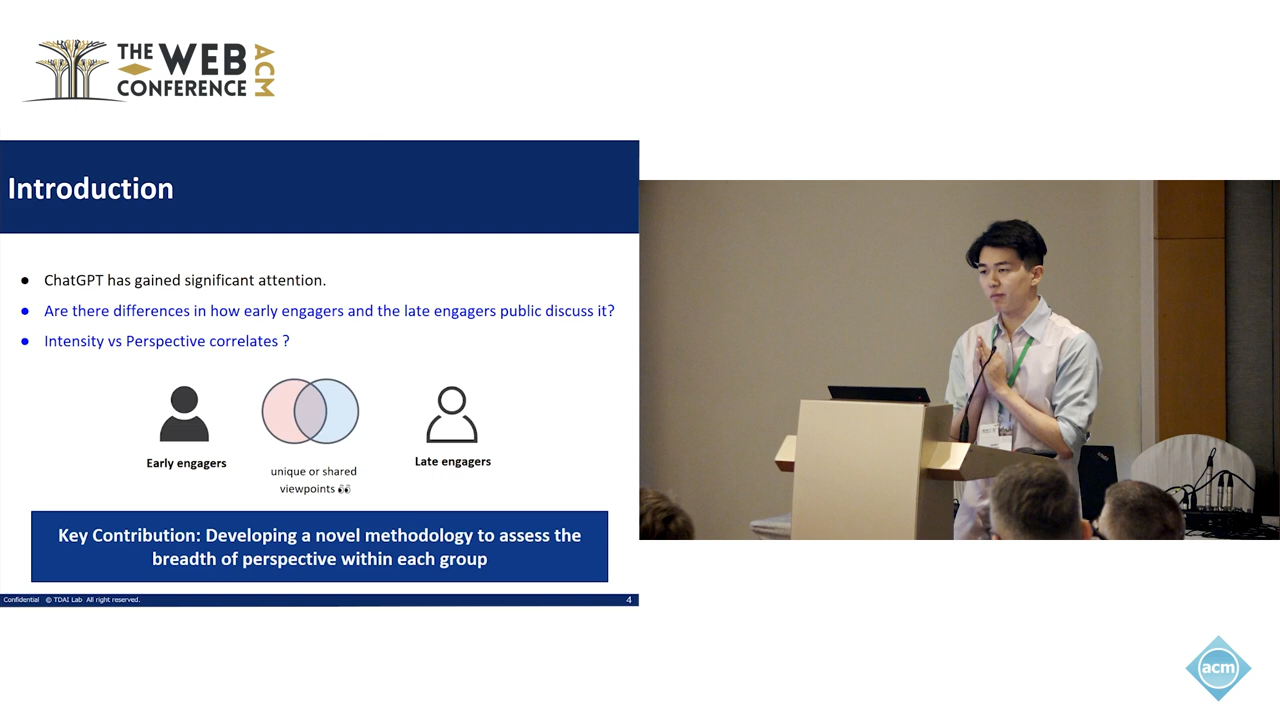 THE WEB CONFERENCE ACM
Introduction
● ChatGPT has gained significant attention.
● Are there differences in how early engagers and the late engagers public discuss it?
● Intensity vs Perspective correlates ?
Early engagers
unique or shared
viewpoints 👀
Late engagers
Key Contribution: Developing a novel methodology to assess the
breadth of perspective within each group
Confidential © TDAI Lab All right reserved.
4
acm